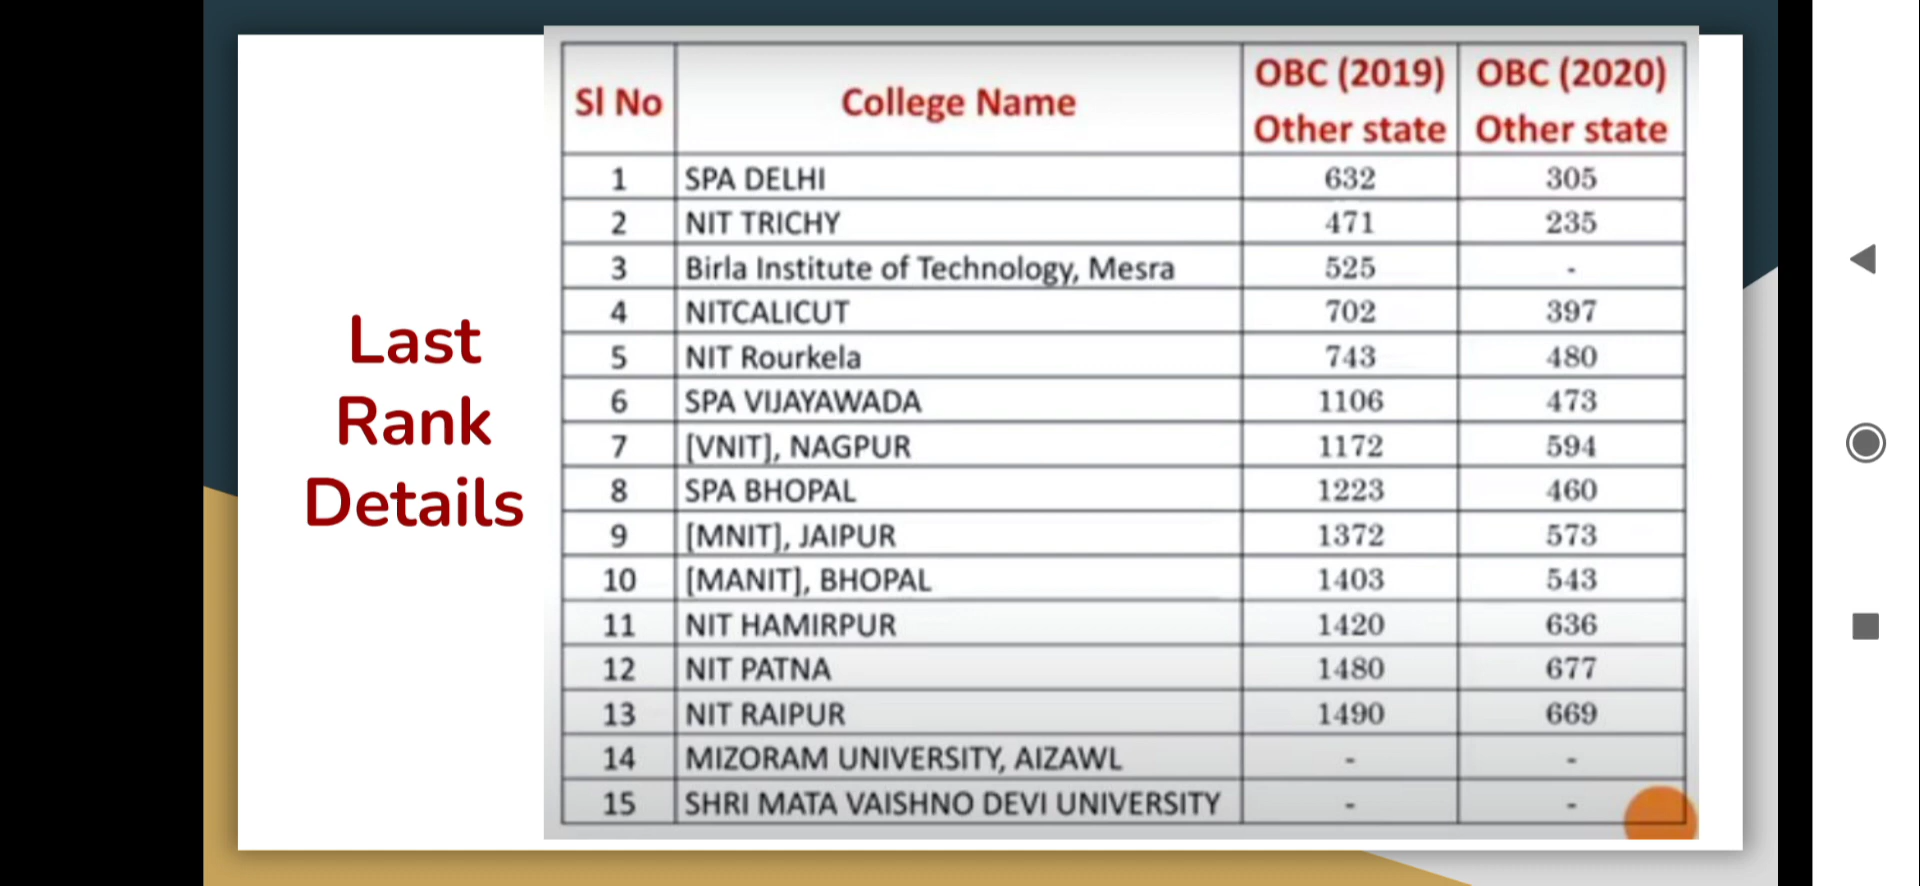 Last
Rank
Details
Sl No College Name OBC (2019) Other state OBC (2020) Other state
1 SPA DELHI 632 305
2 NIT TRICHY 471 235
3 Birla Institute of Technology, Mesra 525 -
4 NITCALICUT 702 397
5 NIT Rourkela 743 480
6 SPA VIJAYAWADA 1106 473
7 [VNIT], NAGPUR 1172 594
8 SPA BHOPAL 1223 460
9 [MNIT], JAIPUR 1372 573
10 [MANIT], BHOPAL 1403 543
11 NIT HAMIRPUR 1420 636
12 NIT PATNA 1480 677
13 NIT RAIPUR 1490 669
14 MIZORAM UNIVERSITY, AIZAWL - -
15 SHRI MATA VAISHNO DEVI UNIVERSITY - -